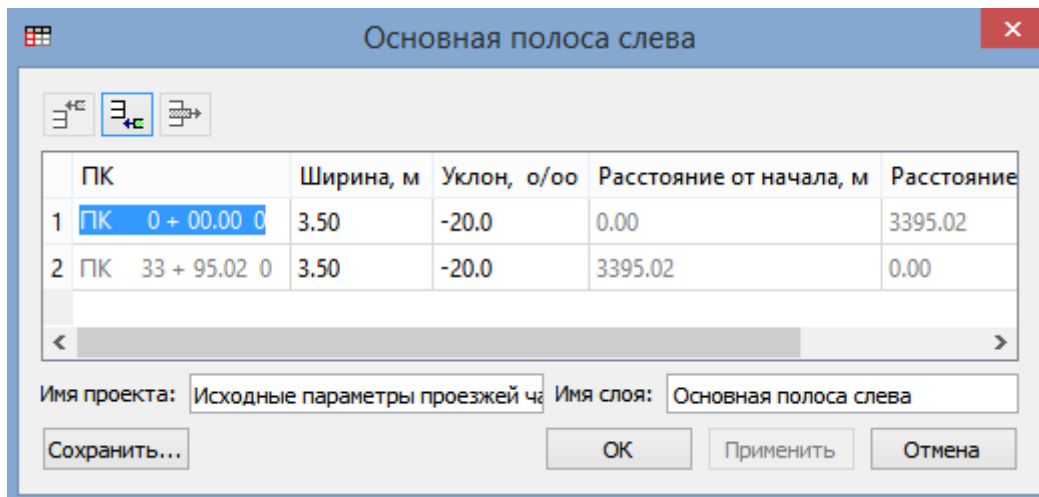 Основная полоса слева
ПК Ширина, м Уклон, о/оо Расстояние от начала, м Расстояние
1 ПК 0 + 00.00 0 3.50 -20.0 0.00 3395.02
2 ПК 33 + 95.02 0 3.50 -20.0 3395.02 0.00
Имя проекта: Исходные параметры проезжей ча Имя слоя: Основная полоса слева
Сохранить... ОК Применить Отмена